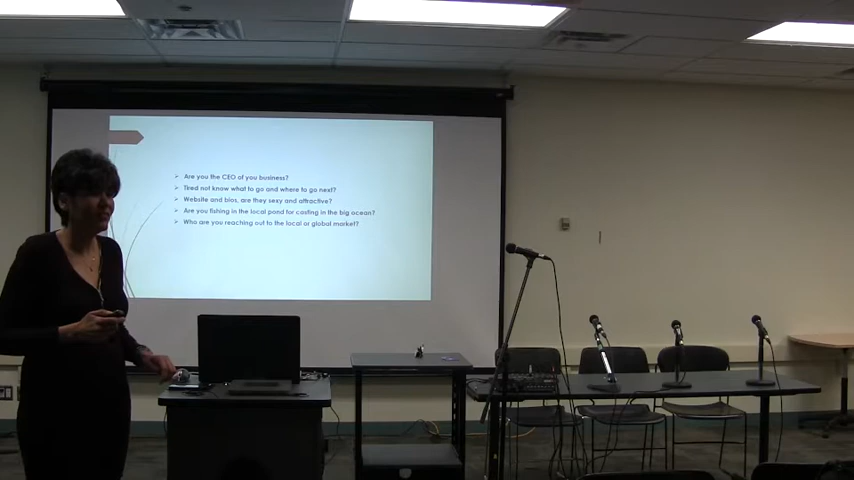 Are you the CEO of you business?
Tired not know what to go and where to go next?
Website and bios, are they sexy and attractive?
Are you fishing in the local pond for casting in the big ocean?
Who are you reaching out to the local or global market?